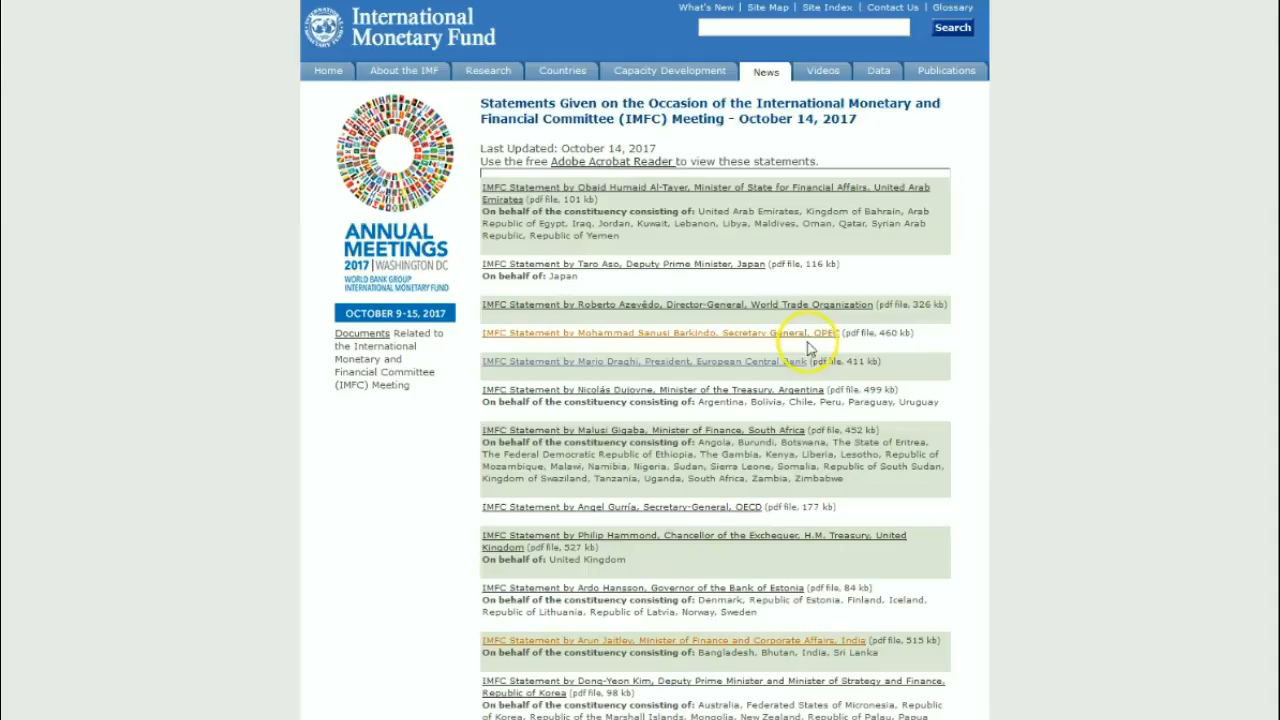 International
Monetary Fund
What's New | Site Map | Site Index | Contact Us | Glossary
Search
Home About the IMF Research Countries Capacity Development News Videos Data Publications
ANNUAL
MEETINGS
2017 | WASHINGTON DC
WORLD BANK GROUP
INTERNATIONAL MONETARY FUND
OCTOBER 9-15, 2017
Documents Related to
the International
Monetary and
Financial Committee
(IMFC) Meeting
Statements Given on the Occasion of the International Monetary and
Financial Committee (IMFC) Meeting - October 14, 2017
Last Updated: October 14, 2017
Use the free Adobe Acrobat Reader to view these statements.
IMFC Statement by Obaid Humaid Al-Tayer, Minister of State for Financial Affairs, United Arab
Emirates (pdf file, 101 kb)
On behalf of the constituency consisting of: United Arab Emirates, Kingdom of Bahrain, Arab
Republic of Egypt, Iraq, Jordan, Kuwait, Lebanon, Libya, Maldives, Oman, Qatar, Syrian Arab
Republic, Republic of Yemen
IMFC Statement by Taro Aso, Deputy Prime Minister, Japan (pdf file, 116 kb)
On behalf of: Japan
IMFC Statement by Roberto Azevêdo, Director-General, World Trade Organization (pdf file, 326 kb)
IMFC Statement by Mohammad Sanusi Barkindo, Secretary General, OPEC (pdf file, 460 kb)
IMFC Statement by Mario Draghi, President, European Central Bank (pdf file, 411 kb)
IMFC Statement by Nicolás Dujovne, Minister of the Treasury, Argentina (pdf file, 499 kb)
On behalf of the constituency consisting of: Argentina, Bolivia, Chile, Peru, Paraguay, Uruguay
IMFC Statement by Malusi Gigaba, Minister of Finance, South Africa (pdf file, 452 kb)
On behalf of the constituency consisting of: Angola, Burundi, Botswana, The State of Eritrea,
The Federal Democratic Republic of Ethiopia, The Gambia, Kenya, Liberia, Lesotho, Republic of
Mozambique, Malawi, Namibia, Nigeria, Sudan, Sierra Leone, Somalia, Republic of South Sudan,
Kingdom of Swaziland, Tanzania, Uganda, South Africa, Zambia, Zimbabwe
IMFC Statement by Angel Gurría, Secretary-General, OECD (pdf file, 177 kb)
IMFC Statement by Philip Hammond, Chancellor of the Exchequer, H.M. Treasury, United
Kingdom (pdf file, 527 kb)
On behalf of: United Kingdom
IMFC Statement by Ardo Hansson, Governor of the Bank of Estonia (pdf file, 84 kb)
On behalf of the constituency consisting of: Denmark, Republic of Estonia, Finland, Iceland,
Republic of Lithuania, Republic of Latvia, Norway, Sweden
IMFC Statement by Arun Jaitley, Minister of Finance and Corporate Affairs, India (pdf file, 515 kb)
On behalf of the constituency consisting of: Bangladesh, Bhutan, India, Sri Lanka
IMFC Statement by Dong-Yeon Kim, Deputy Prime Minister and Minister of Strategy and Finance,
Republic of Korea (pdf file, 98 kb)
On behalf of the constituency consisting of: Australia, Federated States of Micronesia, Republic
of Korea, Republic of the Marshall Islands, Mongolia, New Zealand, Republic of Palau, Papua